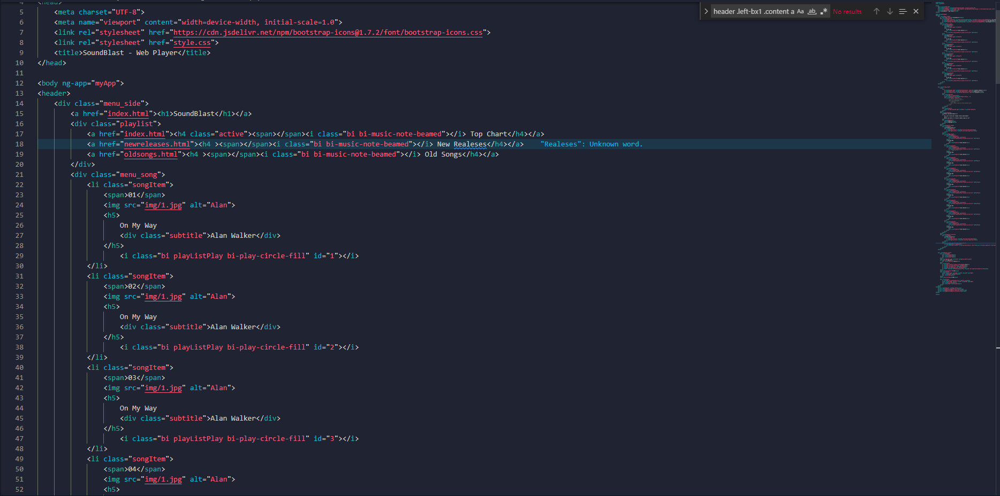 4 <head>
5 <meta charset="UTF-8">
6 <meta name="viewport" content="width=device-width, initial-scale=1.0">
7 <link rel="stylesheet" href="https://cdn.jsdelivr.net/npm/bootstrap-icons@1.7.2/font/bootstrap-icons.css">
8 <link rel="stylesheet" href="style.css">
9 <title>SoundBlast - Web Player</title>
10 </head>
11
12 <body ng-app="myApp">
13 <header>
14 <div class="menu_side">
15 <a href="index.html"><h1>SoundBlast</h1></a>
16 <div class="playlist">
17 <a href="index.html"><h4 class="active"><span></span><i class="bi bi-music-note-beamed"></i> Top Chart</h4></a>
18 <a href="newreleases.html"><h4 ><span></span><i class="bi bi-music-note-beamed"></i> New Realeses</h4></a> "Realeses": Unknown word.
19 <a href="oldsongs.html"><h4 ><span></span><i class="bi bi-music-note-beamed"></i> Old Songs</h4></a>
20 </div>
21 <div class="menu_song">
22 <li class="songItem">
23 <span>01</span>
24 <img src="img/1.jpg" alt="Alan">
25 <h5>
26 On My Way
27 <div class="subtitle">Alan Walker</div>
28 </h5>
29 <i class="bi playListPlay bi-play-circle-fill" id="1"></i>
30 </li>
31 <li class="songItem">
32 <span>02</span>
33 <img src="img/1.jpg" alt="Alan">
34 <h5>
35 On My Way
36 <div class="subtitle">Alan Walker</div>
37 </h5>
38 <i class="bi playListPlay bi-play-circle-fill" id="2"></i>
39 </li>
40 <li class="songItem">
41 <span>03</span>
42 <img src="img/1.jpg" alt="Alan">
43 <h5>
44 On My Way
45 <div class="subtitle">Alan Walker</div>
46 </h5>
47 <i class="bi playListPlay bi-play-circle-fill" id="3"></i>
48 </li>
49 <li class="songItem">
50 <span>04</span>
51 <img src="img/1.jpg" alt="Alan">
52 <h5>
header .left-bx1 .content a Aa ab .* No results